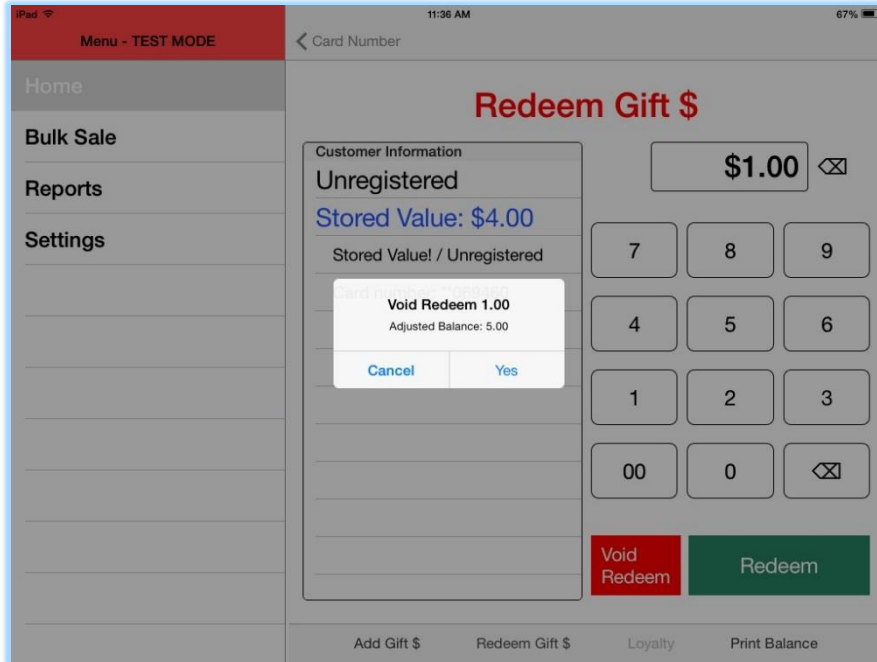 iPad 11:36 AM 67%
Menu - TEST MODE
Card Number
Home
Bulk Sale
Reports
Settings
Redeem Gift $
Customer Information
Unregistered
Stored Value: $4.00
Stored Value! / Unregistered
Void Redeem 1.00
Adjusted Balance: 5.00
Cancel Yes
$1.00
7 8 9
4 5 6
1 2 3
00 0
Void
Redeem
Redeem
Add Gift $ Redeem Gift $ Loyalty Print Balance